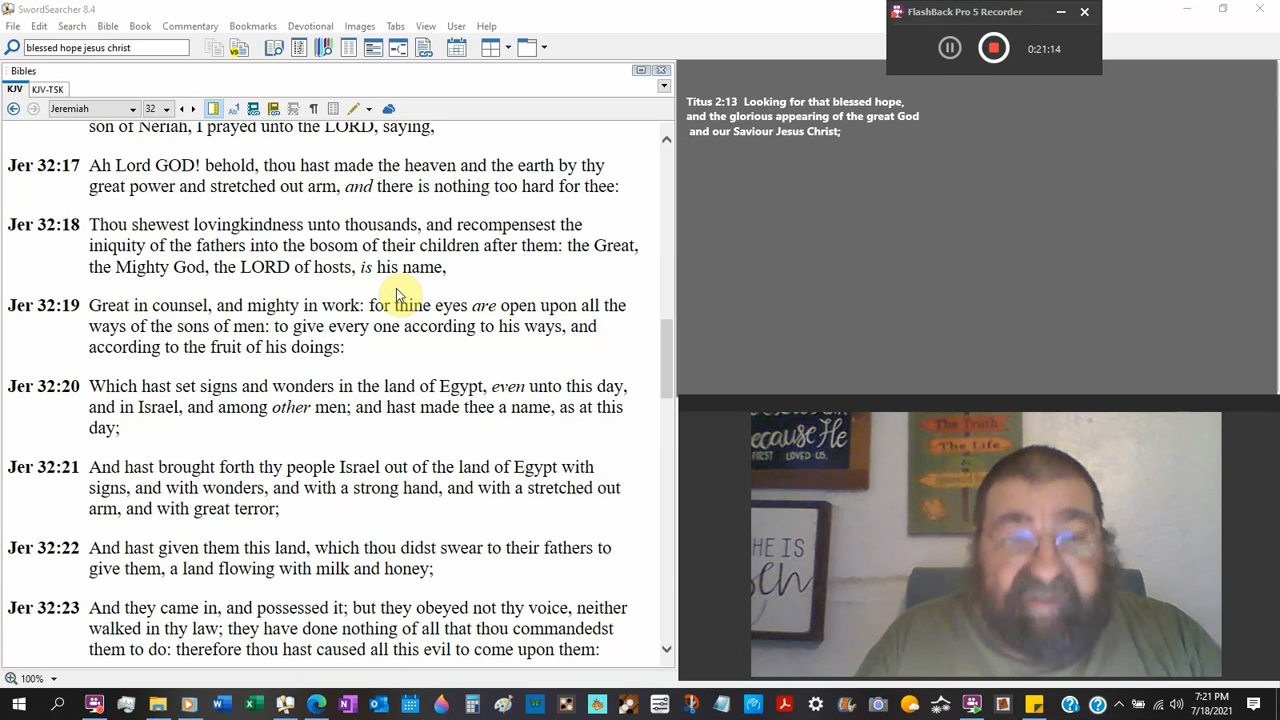 SwordSearcher 8.4
File Edit Search Bible Book Commentary Bookmarks Devotional Images Tabs View User Help
blessed hope jesus christ
Bibles
KJV KJV-TSK
Jeremiah 32
son of Neriah, I prayed unto the LORD, saying,
Jer 32:17 Ah Lord GOD! behold, thou hast made the heaven and the earth by thy
great power and stretched out arm, and there is nothing too hard for thee:
Jer 32:18 Thou shewest lovingkindness unto thousands, and recompensest the
iniquity of the fathers into the bosom of their children after them: the Great,
the Mighty God, the LORD of hosts, is his name,
Jer 32:19 Great in counsel, and mighty in work: for thine eyes are open upon all the
ways of the sons of men: to give every one according to his ways, and
according to the fruit of his doings:
Jer 32:20 Which hast set signs and wonders in the land of Egypt, even unto this day,
and in Israel, and among other men; and hast made thee a name, as at this
day;
Jer 32:21 And hast brought forth thy people Israel out of the land of Egypt with
signs, and with wonders, and with a strong hand, and with a stretched out
arm, and with great terror;
Jer 32:22 And hast given them this land, which thou didst swear to their fathers to
give them, a land flowing with milk and honey;
Jer 32:23 And they came in, and possessed it; but they obeyed not thy voice, neither
walked in thy law; they have done nothing of all that thou commandedst
them to do: therefore thou hast caused all this evil to come upon them:
100%
FlashBack Pro 5 Recorder
0:21:14
Titus 2:13 Looking for that blessed hope,
and the glorious appearing of the great God
and our Saviour Jesus Christ;
ecause He
FIRST LOVED US.
The Truth
The Life
&
HE IS
7:21 PM
7/18/2021